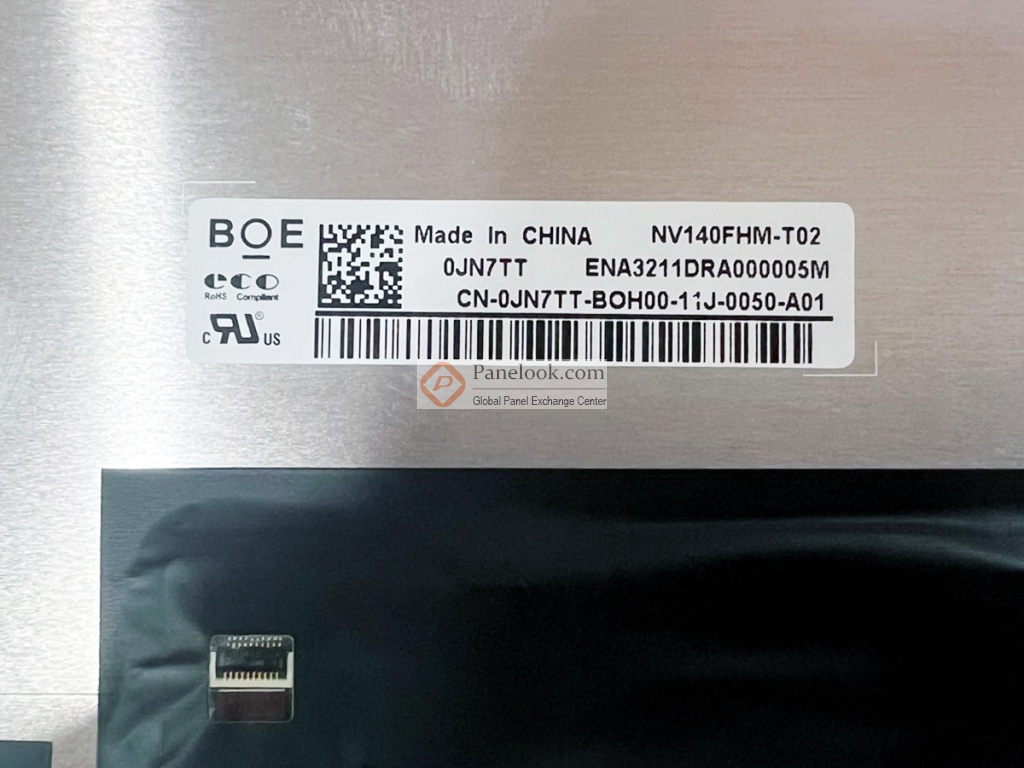 BOE
Made In CHINA NV140FHM-T02
0JN7TT ENA3211DRA000005M
CN-0JN7TT-BOH00-11J-0050-A01
eco
RoHS Compliant
c RU US
P Panelook.com
Global Panel Exchange Center